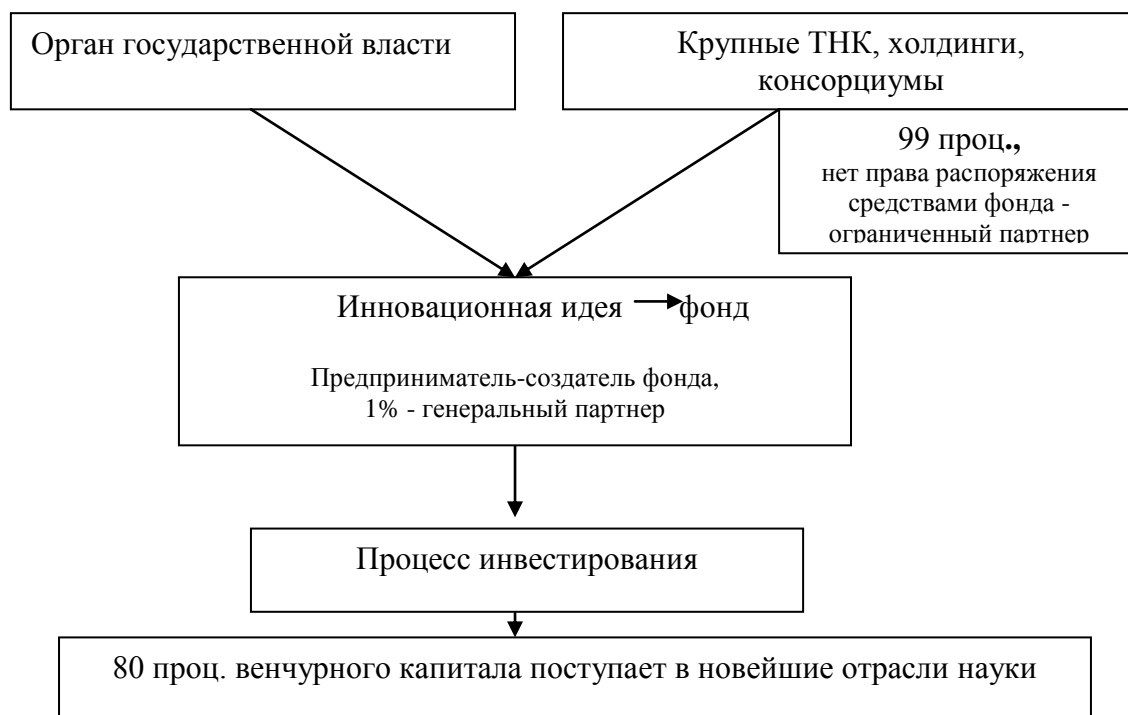 Орган государственной власти
Крупные ТНК, холдинги,
консорциумы
99 проц.,
нет права распоряжения
средствами фонда -
ограниченный партнер
Инновационная идея фонд
Предприниматель-создатель фонда,
1% - генеральный партнер
Процесс инвестирования
80 проц. венчурного капитала поступает в новейшие отрасли науки